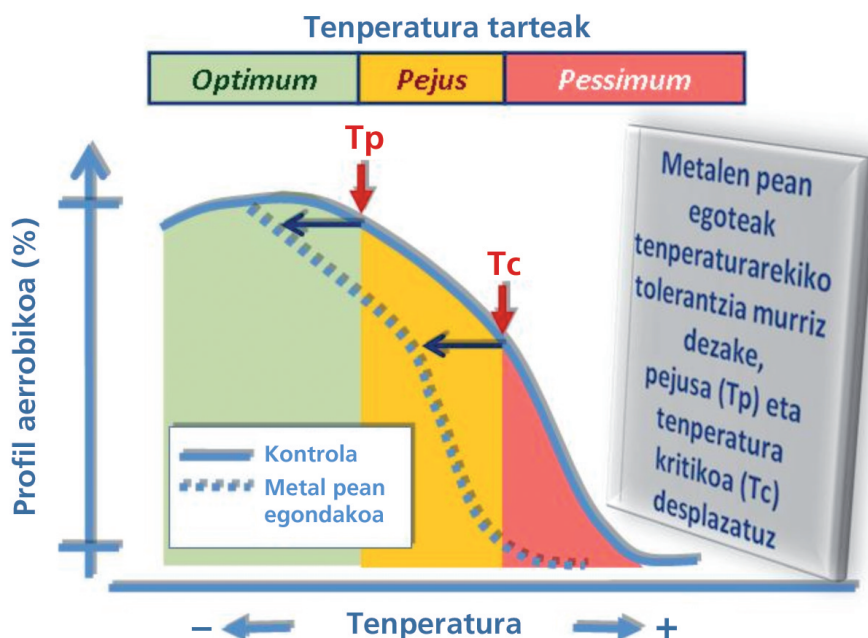 Tenperatura tarteak
Optimum
Pejus
Pessimum
Tp
Tc
Profil aerrobikoa (%)
Kontrola
Metal pean
egondakoa
– Tenperatura +
Metalen pean
egoteak
tenperaturarekiko
tolerantzia murriz
dezake,
pejusa (Tp) eta
tenperatura
kritikoa (Tc)
desplazatuz